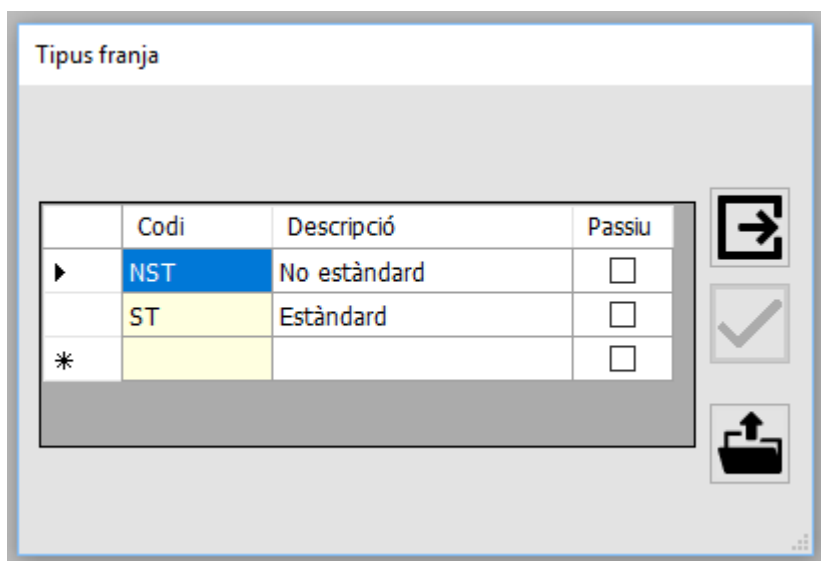 Tipus franja
Codi Descripció Passiu
NST No estàndard
ST Estàndard